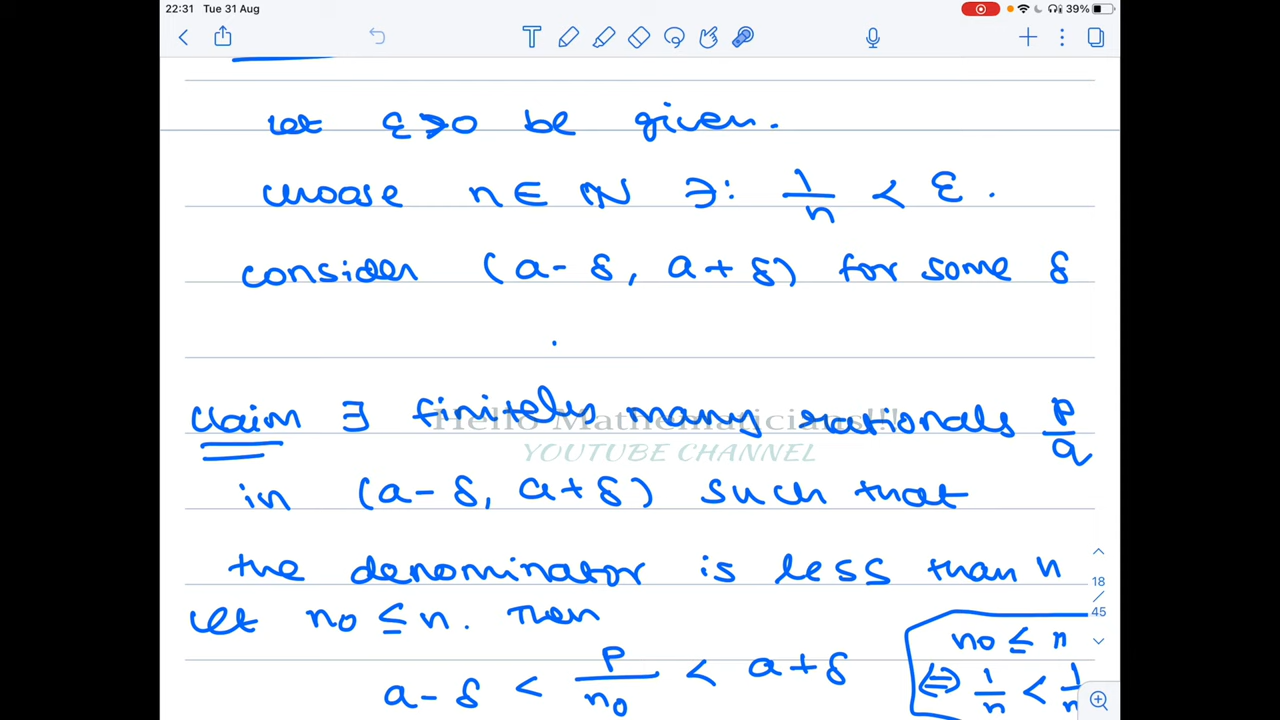 22:31 Tue 31 Aug
39%
T
let ε>0 be given.
choose n ∈ ℕ ∋: 1/n < ε.
consider (a-δ, a+δ) for some δ
.
Claim ∃ finitely many rationals p/q
Hello Mathematicians!!!
YOUTUBE CHANNEL
in (a-δ, a+δ) such that
the denominator is less than n
18/45
let n₀ ≤ n. Then
a-δ < p/n₀ < a+δ
n₀ ≤ n
⇔ 1/n < 1/n